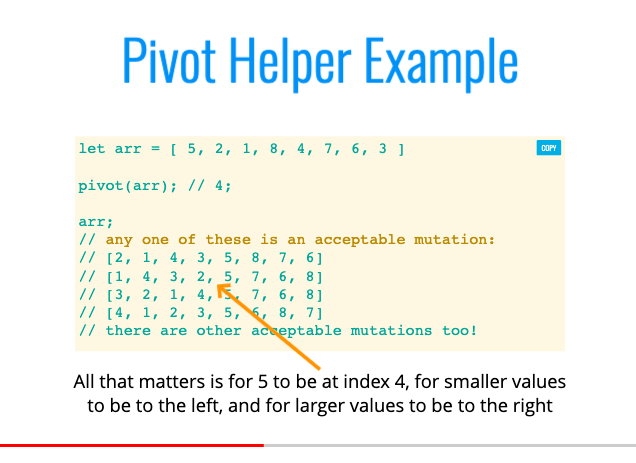 Pivot Helper Example
let arr = [ 5, 2, 1, 8, 4, 7, 6, 3 ]
COPY
pivot(arr); // 4;
arr;
// any one of these is an acceptable mutation:
// [2, 1, 4, 3, 5, 8, 7, 6]
// [1, 4, 3, 2, 5, 7, 6, 8]
// [3, 2, 1, 4, 5, 7, 6, 8]
// [4, 1, 2, 3, 5, 6, 8, 7]
// there are other acceptable mutations too!
All that matters is for 5 to be at index 4, for smaller values
to be to the left, and for larger values to be to the right